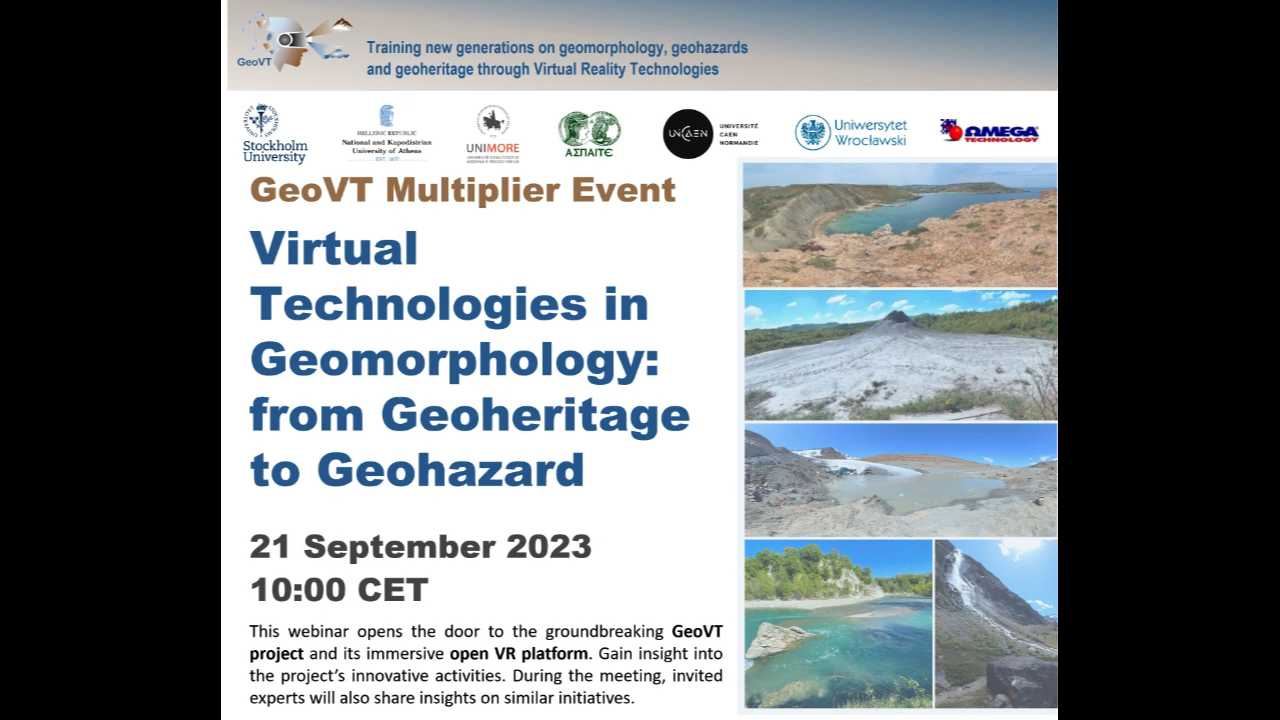 GeoVT
Training new generations on geomorphology, geohazards
and geoheritage through Virtual Reality Technologies
Stockholm
University
HELLENIC REPUBLIC
National and Kapodistrian
University of Athens
EST. 1837
UNIMORE
ΑΣΠΑΙΤΕ
UNICAEN
UNIVERSITÉ
CAEN
NORMANDIE
Uniwersytet
Wrocławski
OMEGA
TECHNOLOGY
GeoVT Multiplier Event
Virtual
Technologies in
Geomorphology:
from Geoheritage
to Geohazard
21 September 2023
10:00 CET
This webinar opens the door to the groundbreaking GeoVT
project and its immersive open VR platform. Gain insight into
the project's innovative activities. During the meeting, invited
experts will also share insights on similar initiatives.